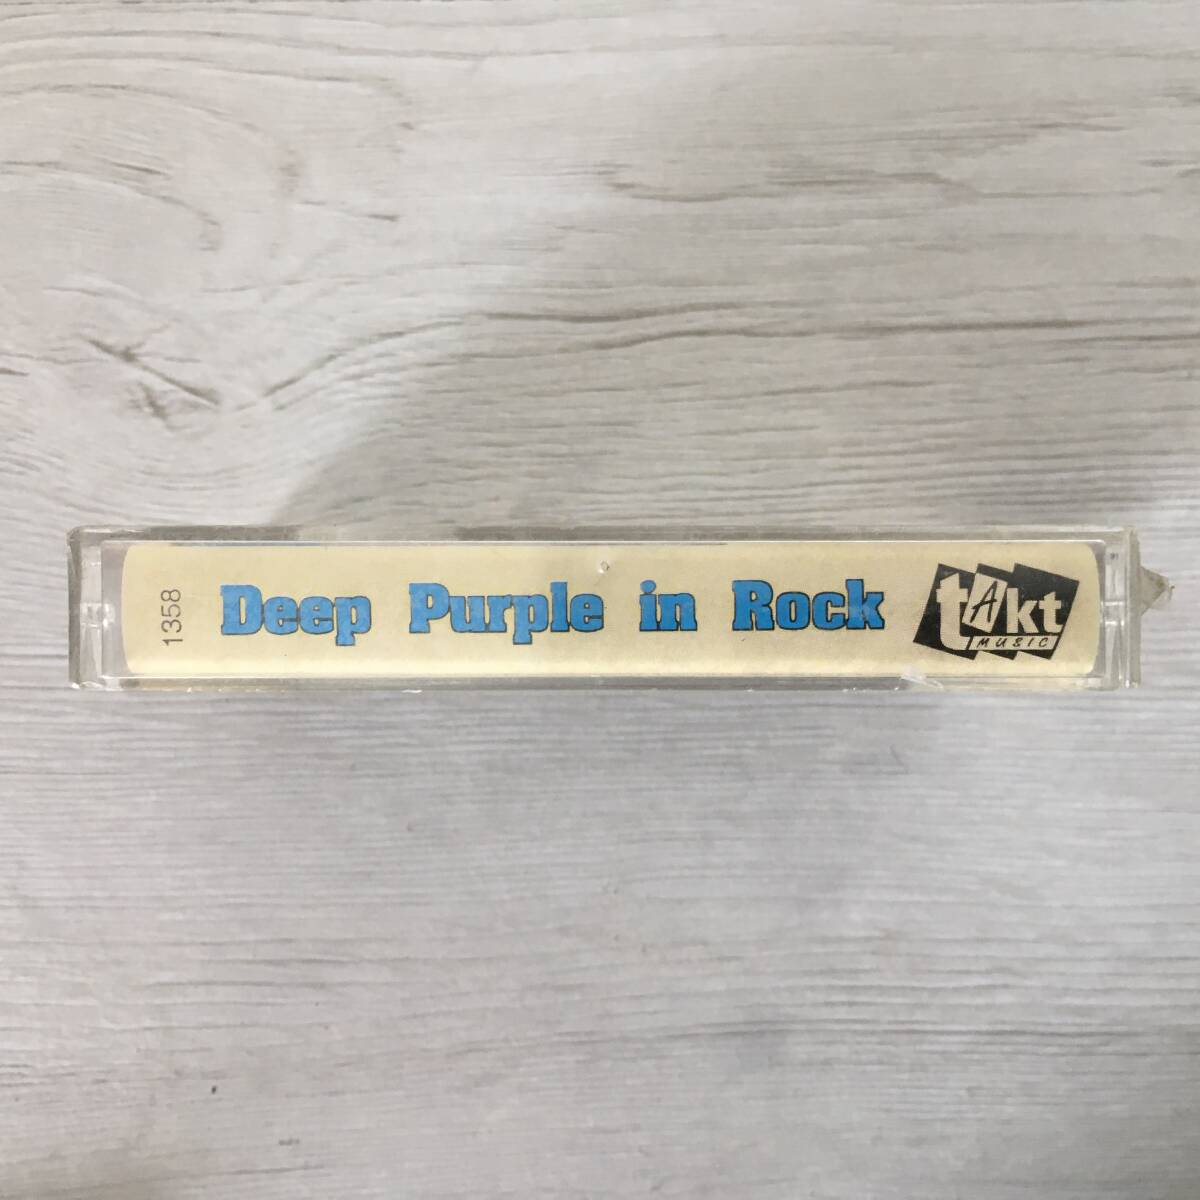 1358
Deep Purple in Rock
tAkt
MUSIC